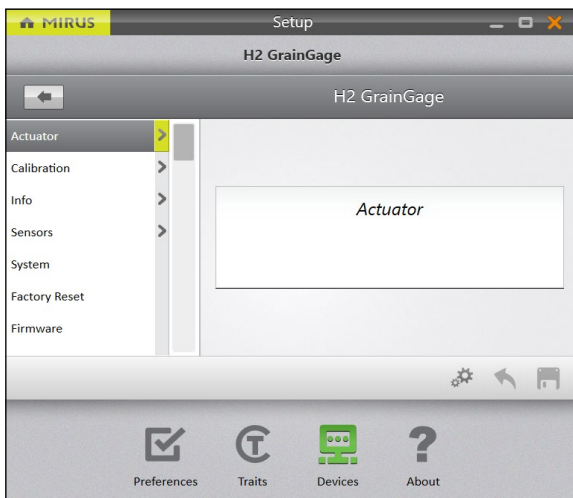 MIRUS Setup
H2 GrainGage
H2 GrainGage
Actuator
Calibration
Info
Sensors
System
Factory Reset
Firmware
Actuator
Preferences Traits Devices About